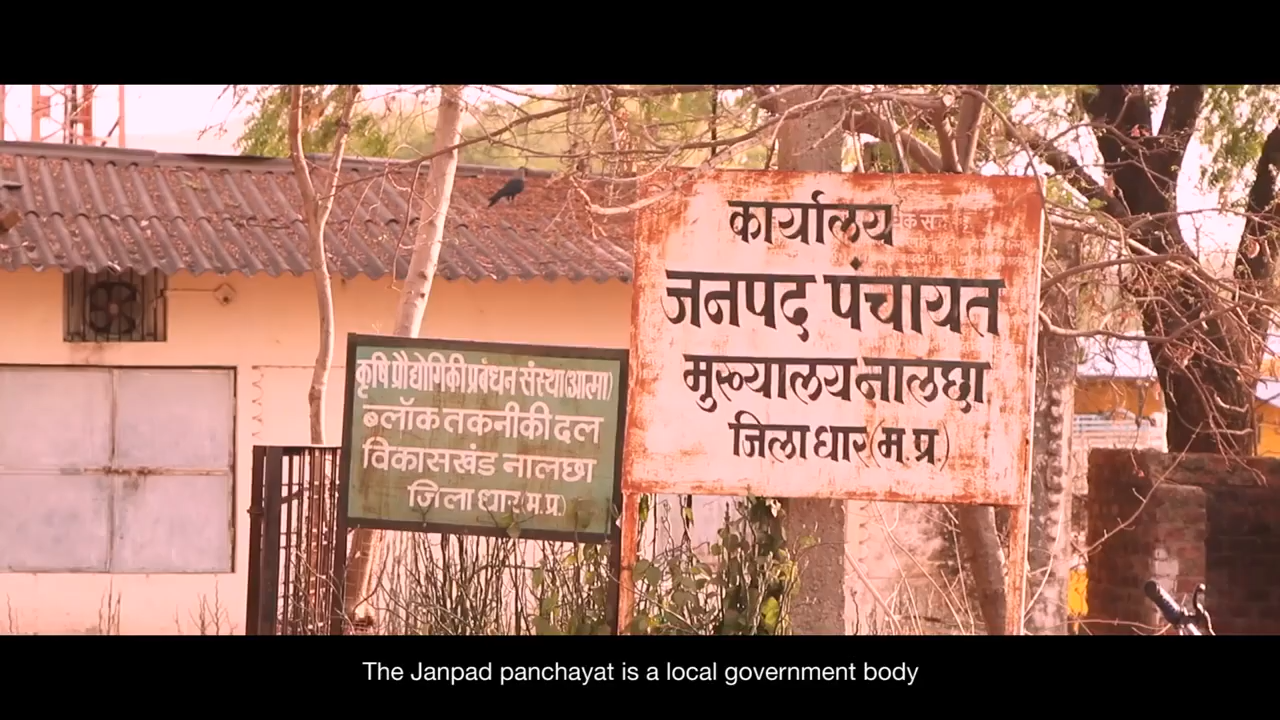 कृषि प्रौद्योगिकी प्रबंधन संस्था(आत्मा)
ब्लॉक तकनीकी दल
विकासखंड नालछा
जिला धार(म.प्र.)
कार्यालय
जनपद पंचायत
मुख्यालय नालछा
जिला धार(म.प्र.)
The Janpad panchayat is a local government body